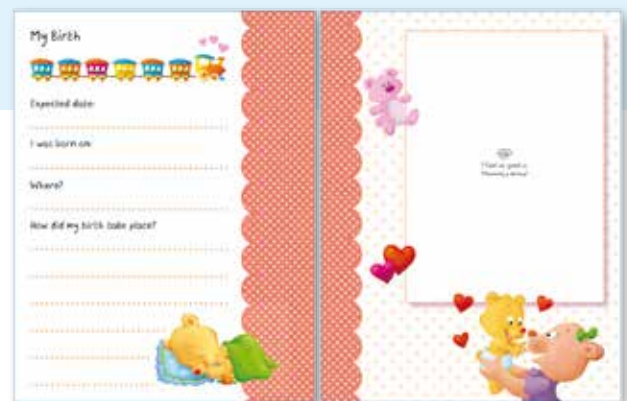 My Birth
Expected date:
I was born on:
Where?
How did my birth take place?